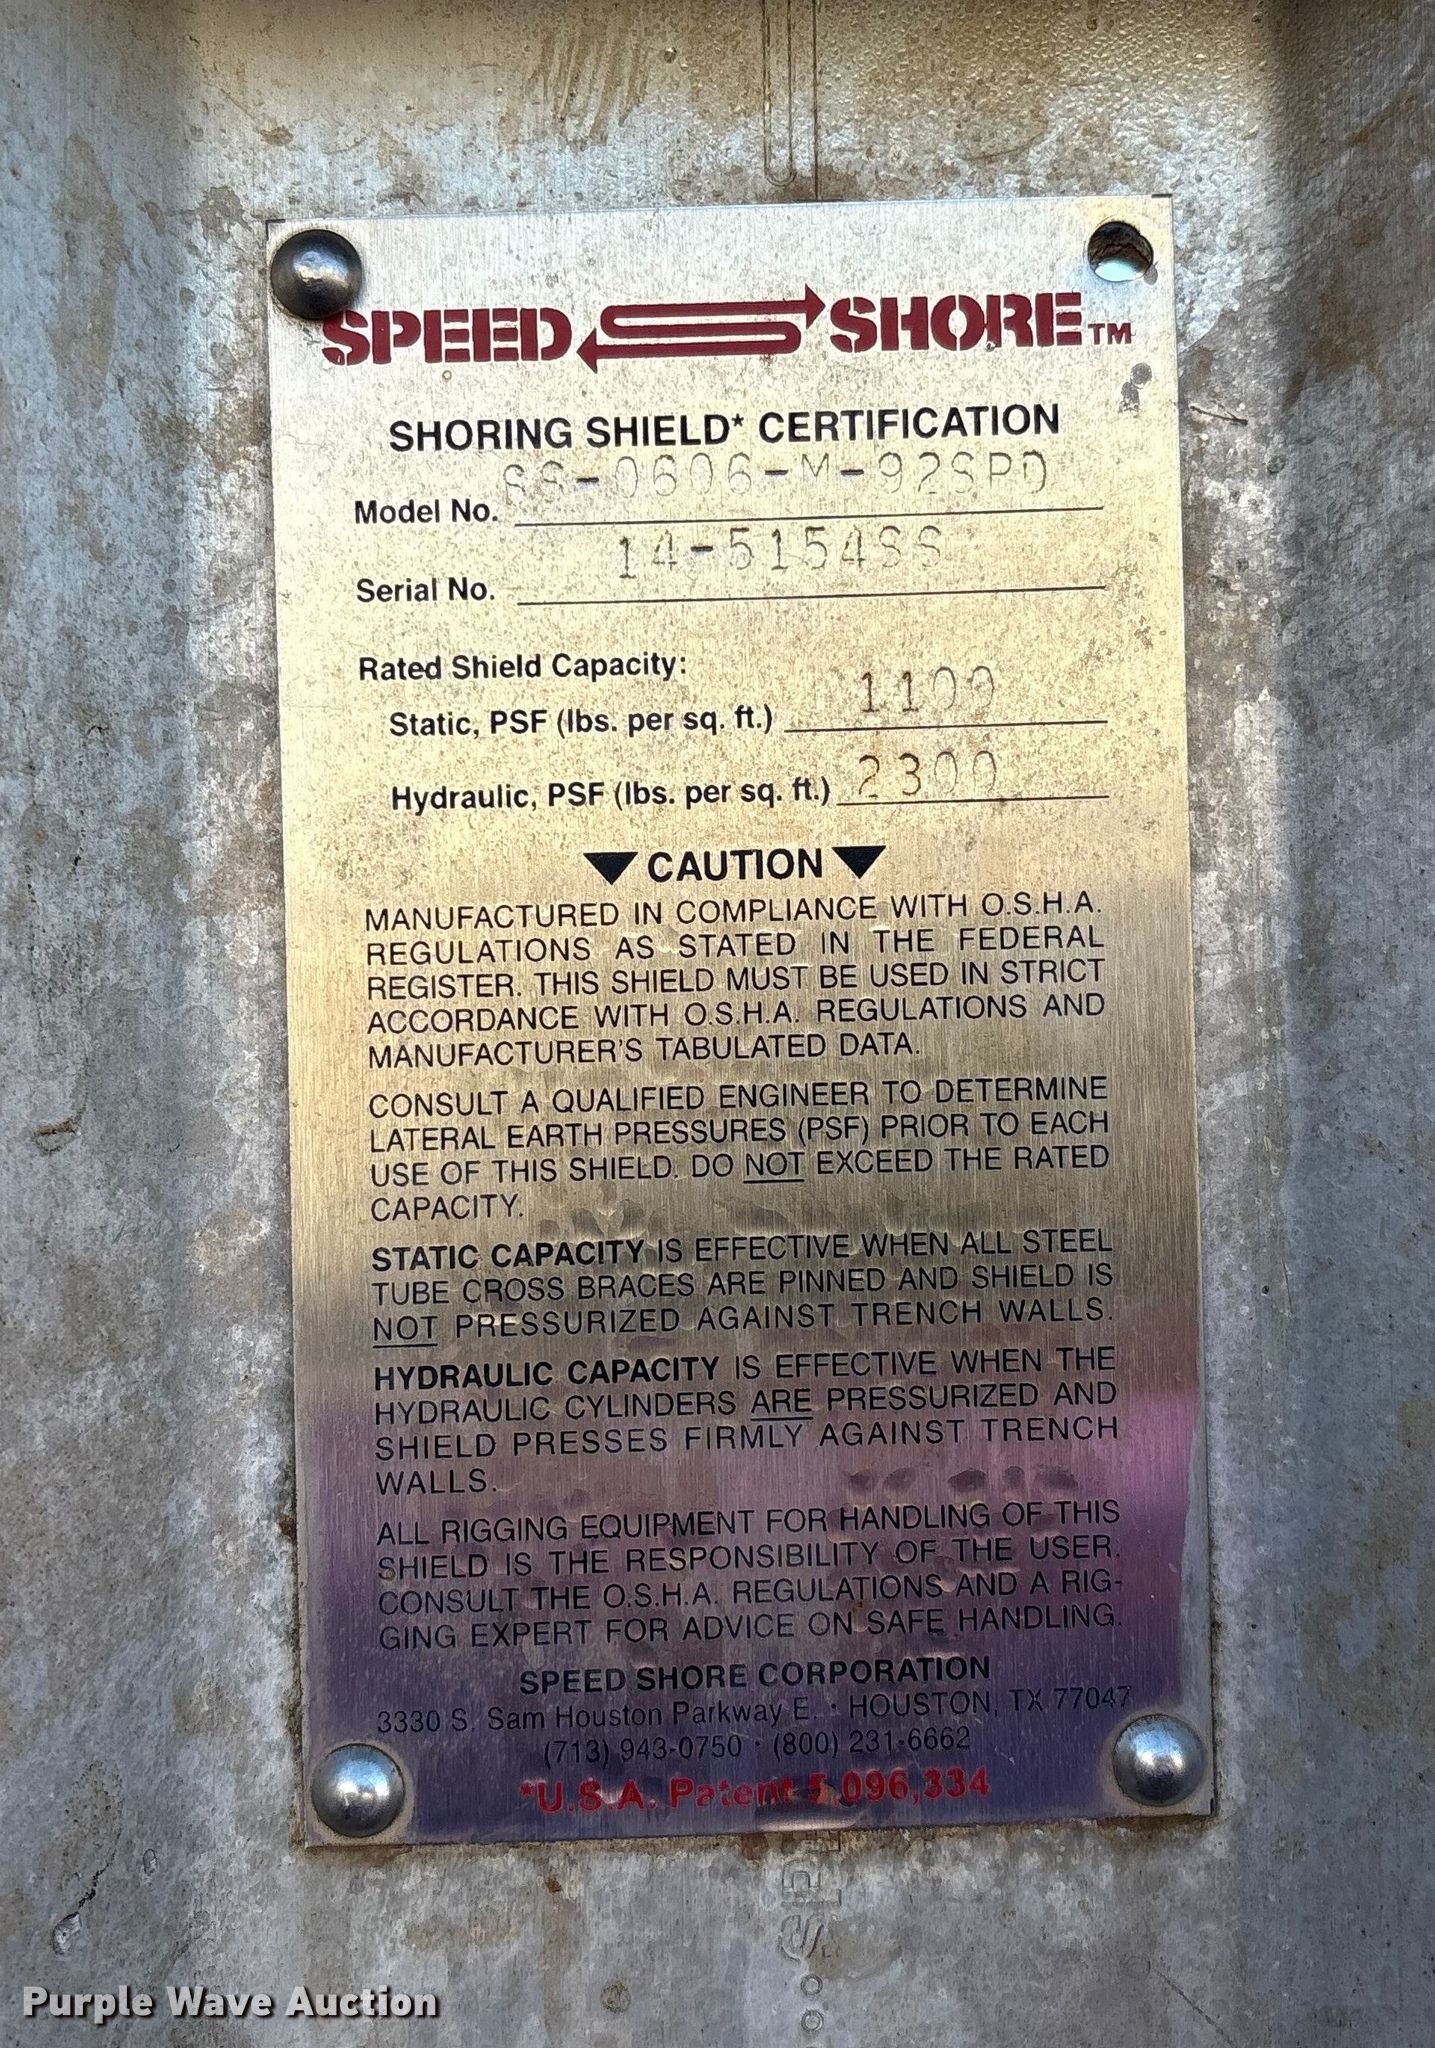 SPEED SHORE™
SHORING SHIELD* CERTIFICATION
Model No. SS-0606-M-92SPD
Serial No. 14-5154SS
Rated Shield Capacity:
Static, PSF (lbs. per sq. ft.) 1100
Hydraulic, PSF (lbs. per sq. ft.) 2300
▼ CAUTION ▼
MANUFACTURED IN COMPLIANCE WITH O.S.H.A.
REGULATIONS AS STATED IN THE FEDERAL
REGISTER. THIS SHIELD MUST BE USED IN STRICT
ACCORDANCE WITH O.S.H.A. REGULATIONS AND
MANUFACTURER'S TABULATED DATA.
CONSULT A QUALIFIED ENGINEER TO DETERMINE
LATERAL EARTH PRESSURES (PSF) PRIOR TO EACH
USE OF THIS SHIELD. DO NOT EXCEED THE RATED
CAPACITY.
STATIC CAPACITY IS EFFECTIVE WHEN ALL STEEL
TUBE CROSS BRACES ARE PINNED AND SHIELD IS
NOT PRESSURIZED AGAINST TRENCH WALLS.
HYDRAULIC CAPACITY IS EFFECTIVE WHEN THE
HYDRAULIC CYLINDERS ARE PRESSURIZED AND
SHIELD PRESSES FIRMLY AGAINST TRENCH
WALLS.
ALL RIGGING EQUIPMENT FOR HANDLING OF THIS
SHIELD IS THE RESPONSIBILITY OF THE USER.
CONSULT THE O.S.H.A. REGULATIONS AND A RIG-
GING EXPERT FOR ADVICE ON SAFE HANDLING.
SPEED SHORE CORPORATION
3330 S. Sam Houston Parkway E. · HOUSTON, TX 77047
(713) 943-0750 · (800) 231-6662
*U.S.A. Patent 5,096,334
Purple Wave Auction